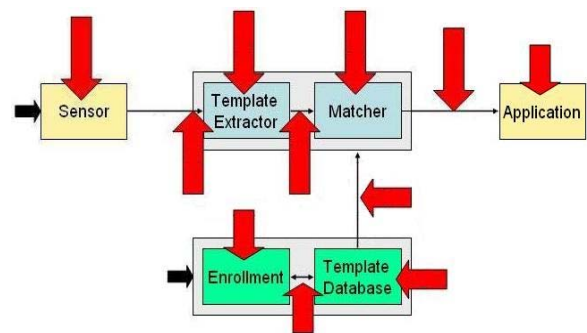 Sensor
Template
Extractor
Matcher
Application
Enrollment
Template
Database